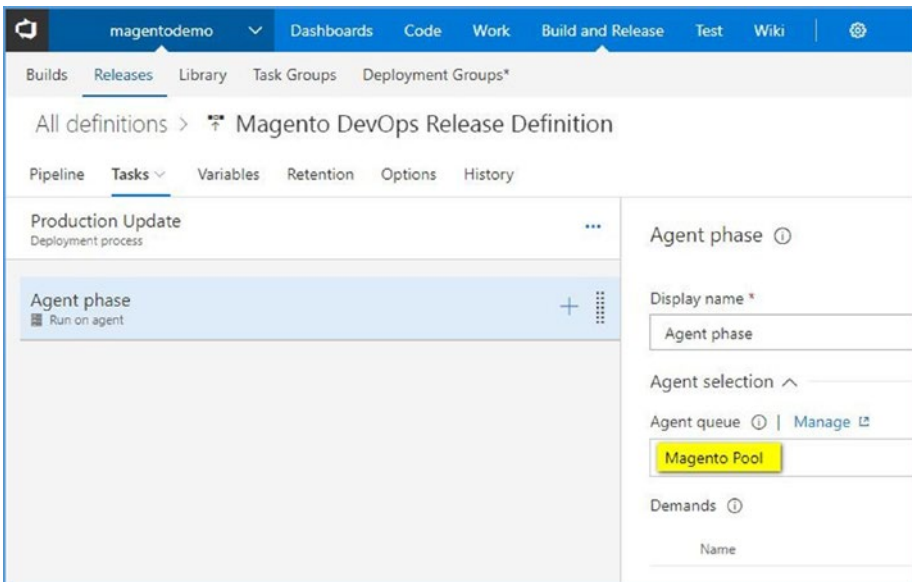 magentodemo Dashboards Code Work Build and Release Test Wiki
Builds Releases Library Task Groups Deployment Groups*
All definitions > Magento DevOps Release Definition
Pipeline Tasks Variables Retention Options History
Production Update
Deployment process
Agent phase
Run on agent
Agent phase
Display name *
Agent phase
Agent selection
Agent queue | Manage
Magento Pool
Demands
Name